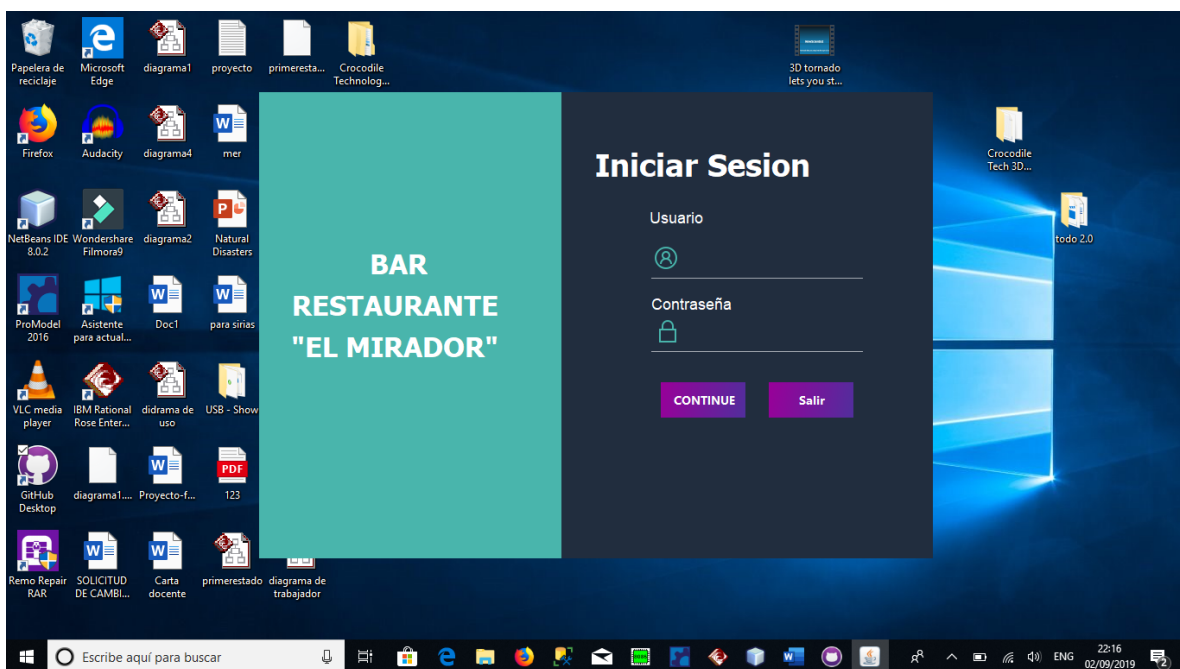 Papelera de
reciclaje
Microsoft
Edge
diagrama1
proyecto
primeresta...
Crocodile
Technolog...
3D tornado
lets you st...
Firefox
Audacity
diagrama4
mer
Crocodile
Tech 3D...
NetBeans IDE
8.0.2
Wondershare
Filmora9
diagrama2
Natural
Disasters
todo 2.0
ProModel
2016
Asistente
para actual...
Doc1
para sirias
VLC media
player
IBM Rational
Rose Enter...
didrama de
uso
USB - Show
GitHub
Desktop
diagrama1....
Proyecto-f...
PDF
123
Remo Repair
RAR
SOLICITUD
DE CAMBI...
Carta
docente
primerestado
diagrama de
trabajador
BAR
RESTAURANTE
"EL MIRADOR"
Iniciar Sesion
Usuario
Contraseña
CONTINUE
Salir
Escribe aquí para buscar
ENG
22:16
02/09/2019
2